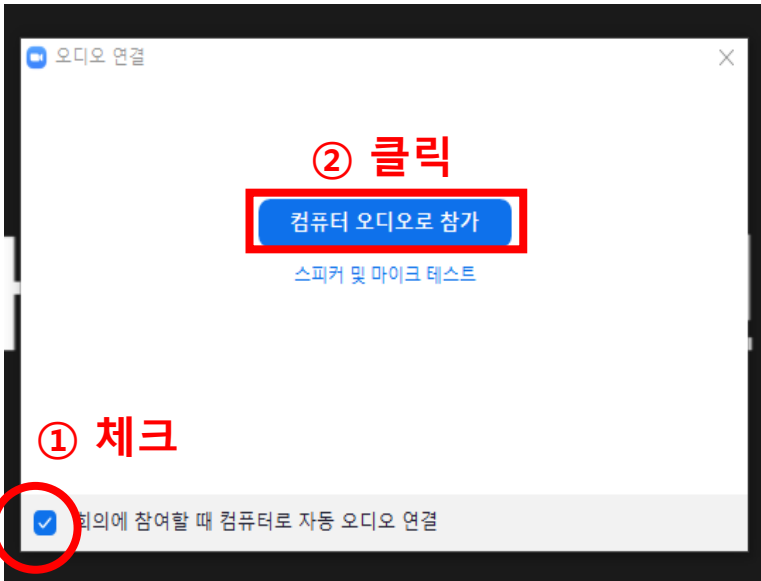 오디오 연결
② 클릭
컴퓨터 오디오로 참가
스피커 및 마이크 테스트
① 체크
회의에 참여할 때 컴퓨터로 자동 오디오 연결